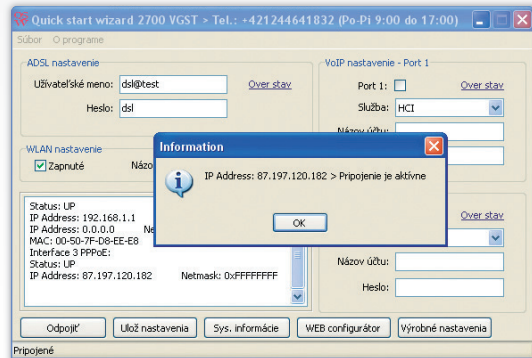 Quick start wizard 2700 VGST > Tel.: +421244641832 (Po-Pi 9:00 do 17:00)
Súbor O programe
ADSL nastavenie
Užívateľské meno: dsl@test Over stav
Heslo: dsl
VoIP nastavenie - Port 1
Port 1: Over stav
Služba: HCI
Názov účtu:
WLAN nastavenie
Zapnuté
Information
IP Address: 87.197.120.182 > Pripojenie je aktívne
OK
Status: UP
IP Address: 192.168.1.1
IP Address: 0.0.0.0
MAC: 00-50-7F-D8-EE-E8
Interface 3 PPPoE:
Status: UP
IP Address: 87.197.120.182 Netmask: 0xFFFFFFFF
Over stav
Názov účtu:
Heslo:
Odpojiť Ulož nastavenia Sys. informácie WEB configurátor Výrobné nastavenia
Pripojené